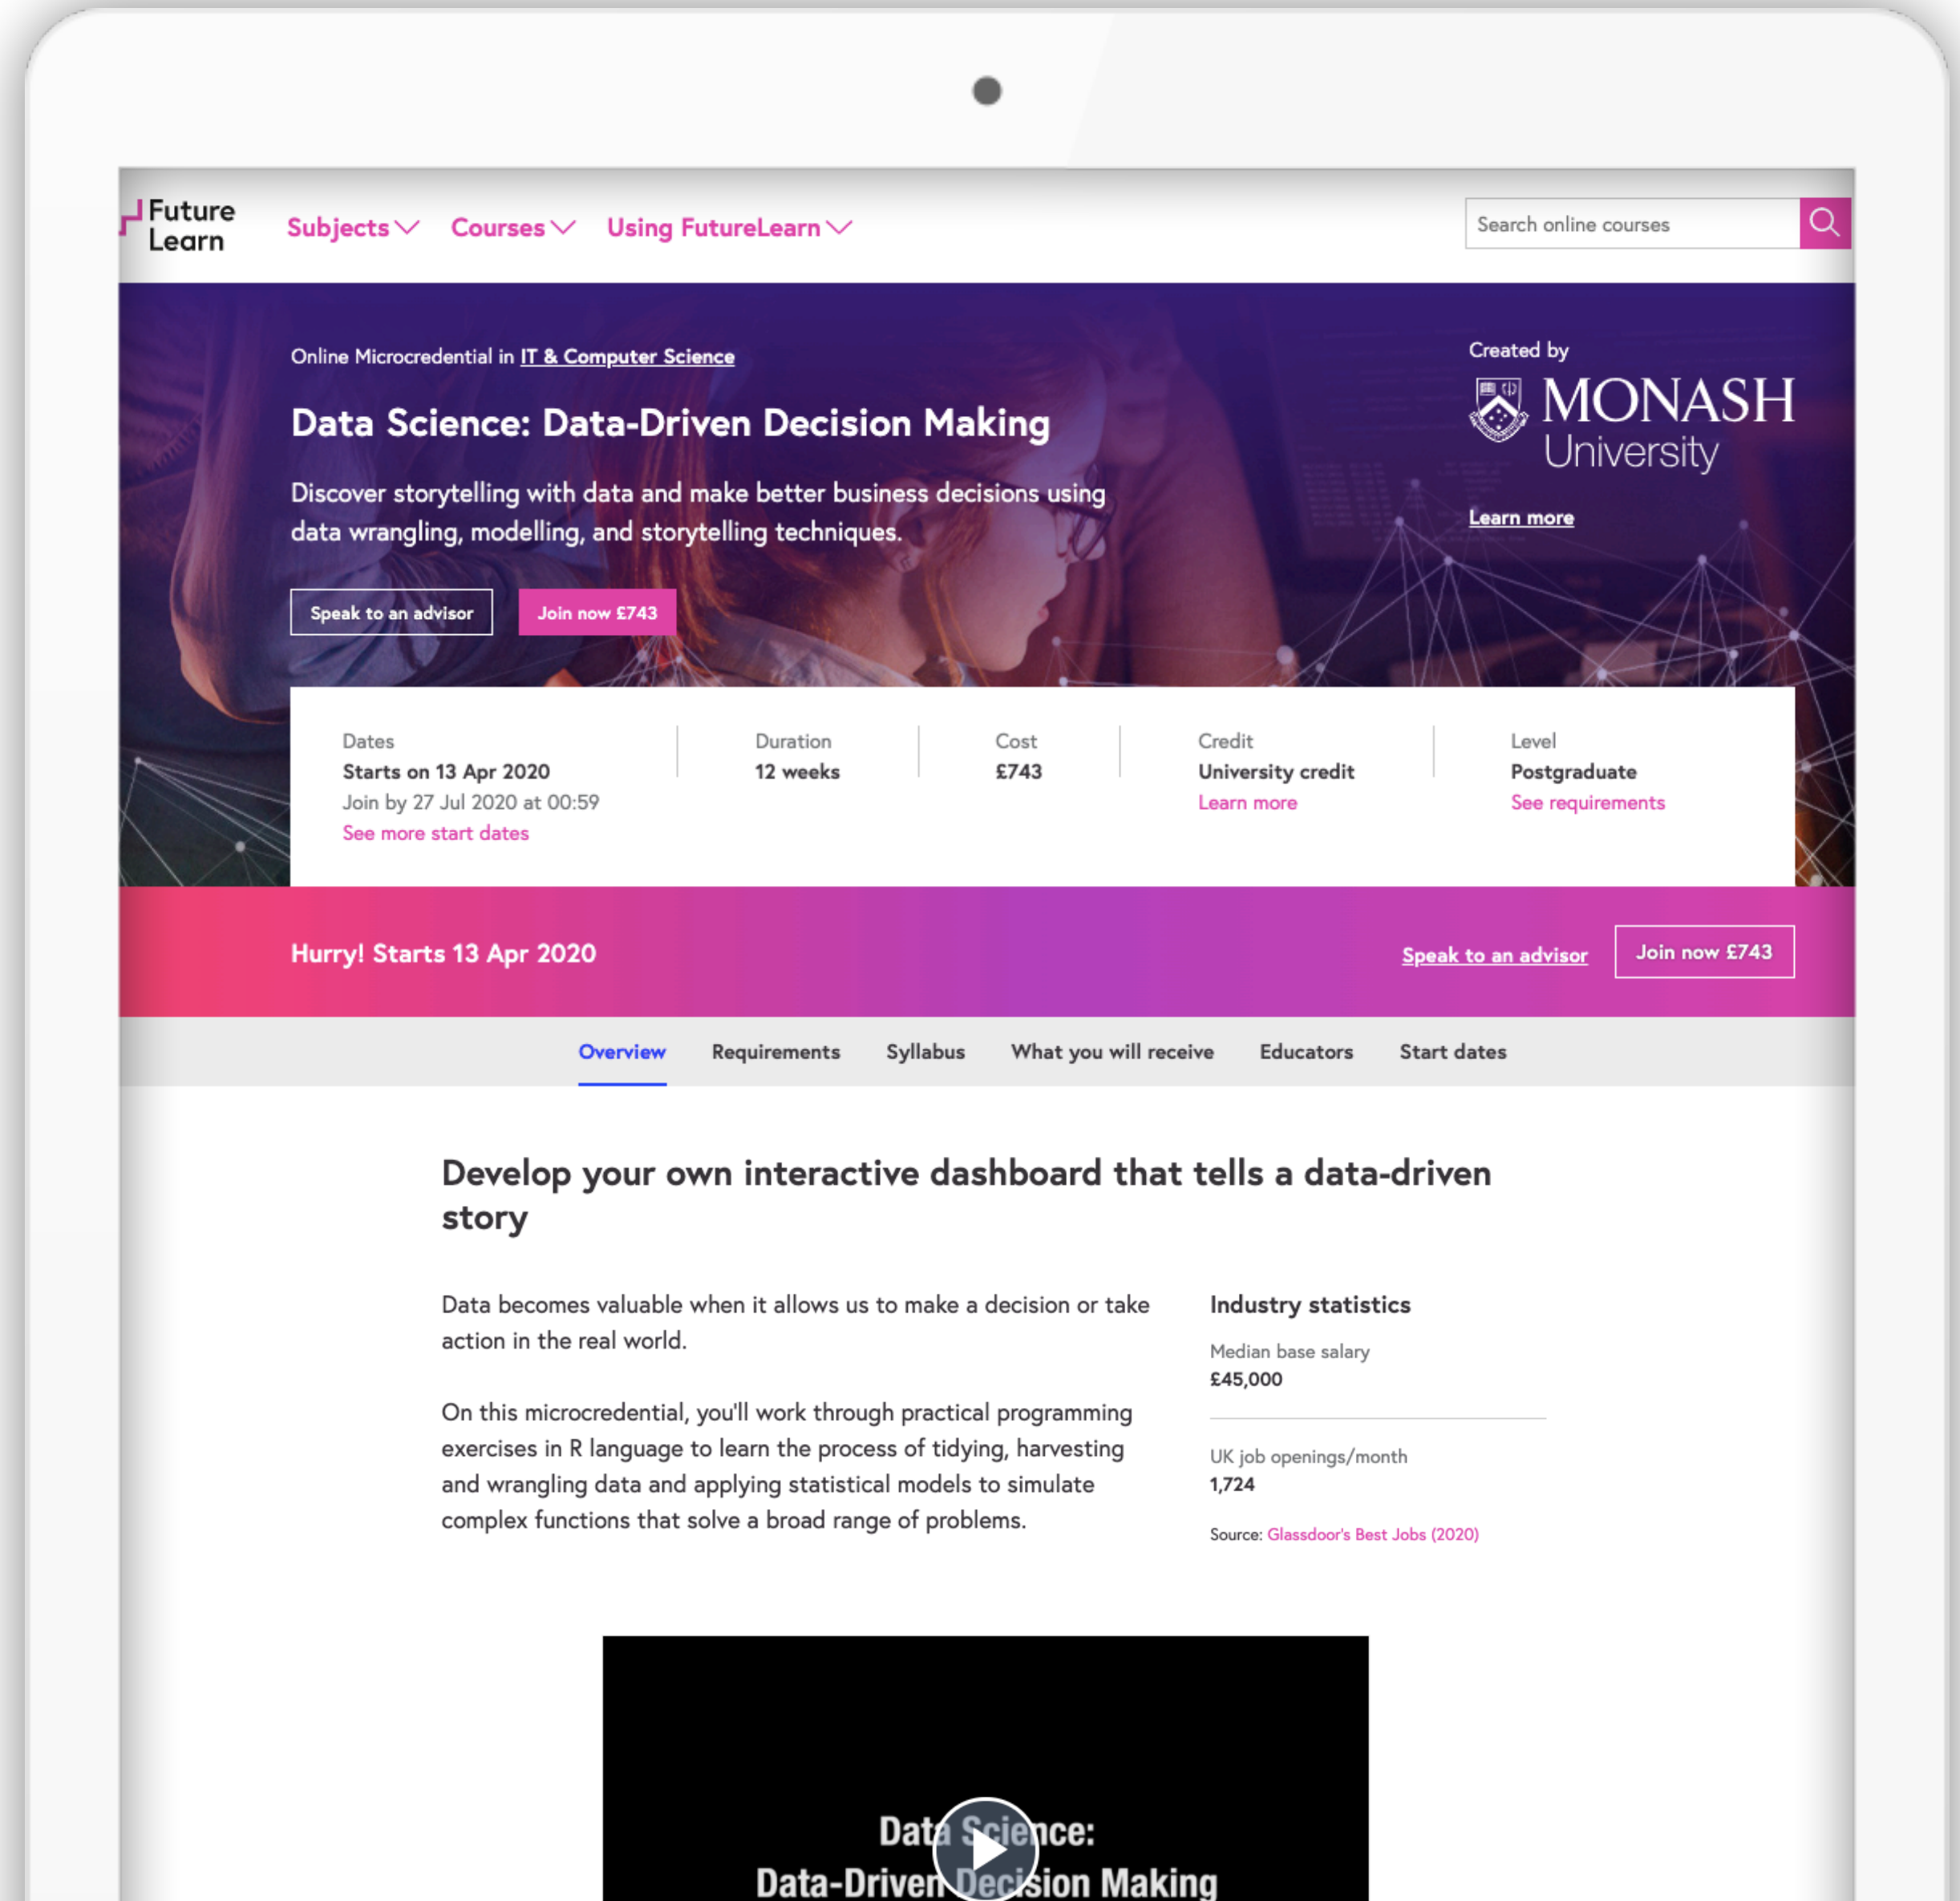 Future
Learn
Subjects
Courses
Using FutureLearn
Search online courses
Online Microcredential in IT & Computer Science
Data Science: Data-Driven Decision Making
Discover storytelling with data and make better business decisions using
data wrangling, modelling, and storytelling techniques.
Speak to an advisor
Join now £743
Created by
MONASH
University
Learn more
Dates
Starts on 13 Apr 2020
Join by 27 Jul 2020 at 00:59
See more start dates
Duration
12 weeks
Cost
£743
Credit
University credit
Learn more
Level
Postgraduate
See requirements
Hurry! Starts 13 Apr 2020
Speak to an advisor
Join now £743
Overview
Requirements
Syllabus
What you will receive
Educators
Start dates
Develop your own interactive dashboard that tells a data-driven
story
Data becomes valuable when it allows us to make a decision or take
action in the real world.
On this microcredential, you'll work through practical programming
exercises in R language to learn the process of tidying, harvesting
and wrangling data and applying statistical models to simulate
complex functions that solve a broad range of problems.
Industry statistics
Median base salary
£45,000
UK job openings/month
1,724
Source: Glassdoor's Best Jobs (2020)
Data Science:
Data-Driven Decision Making